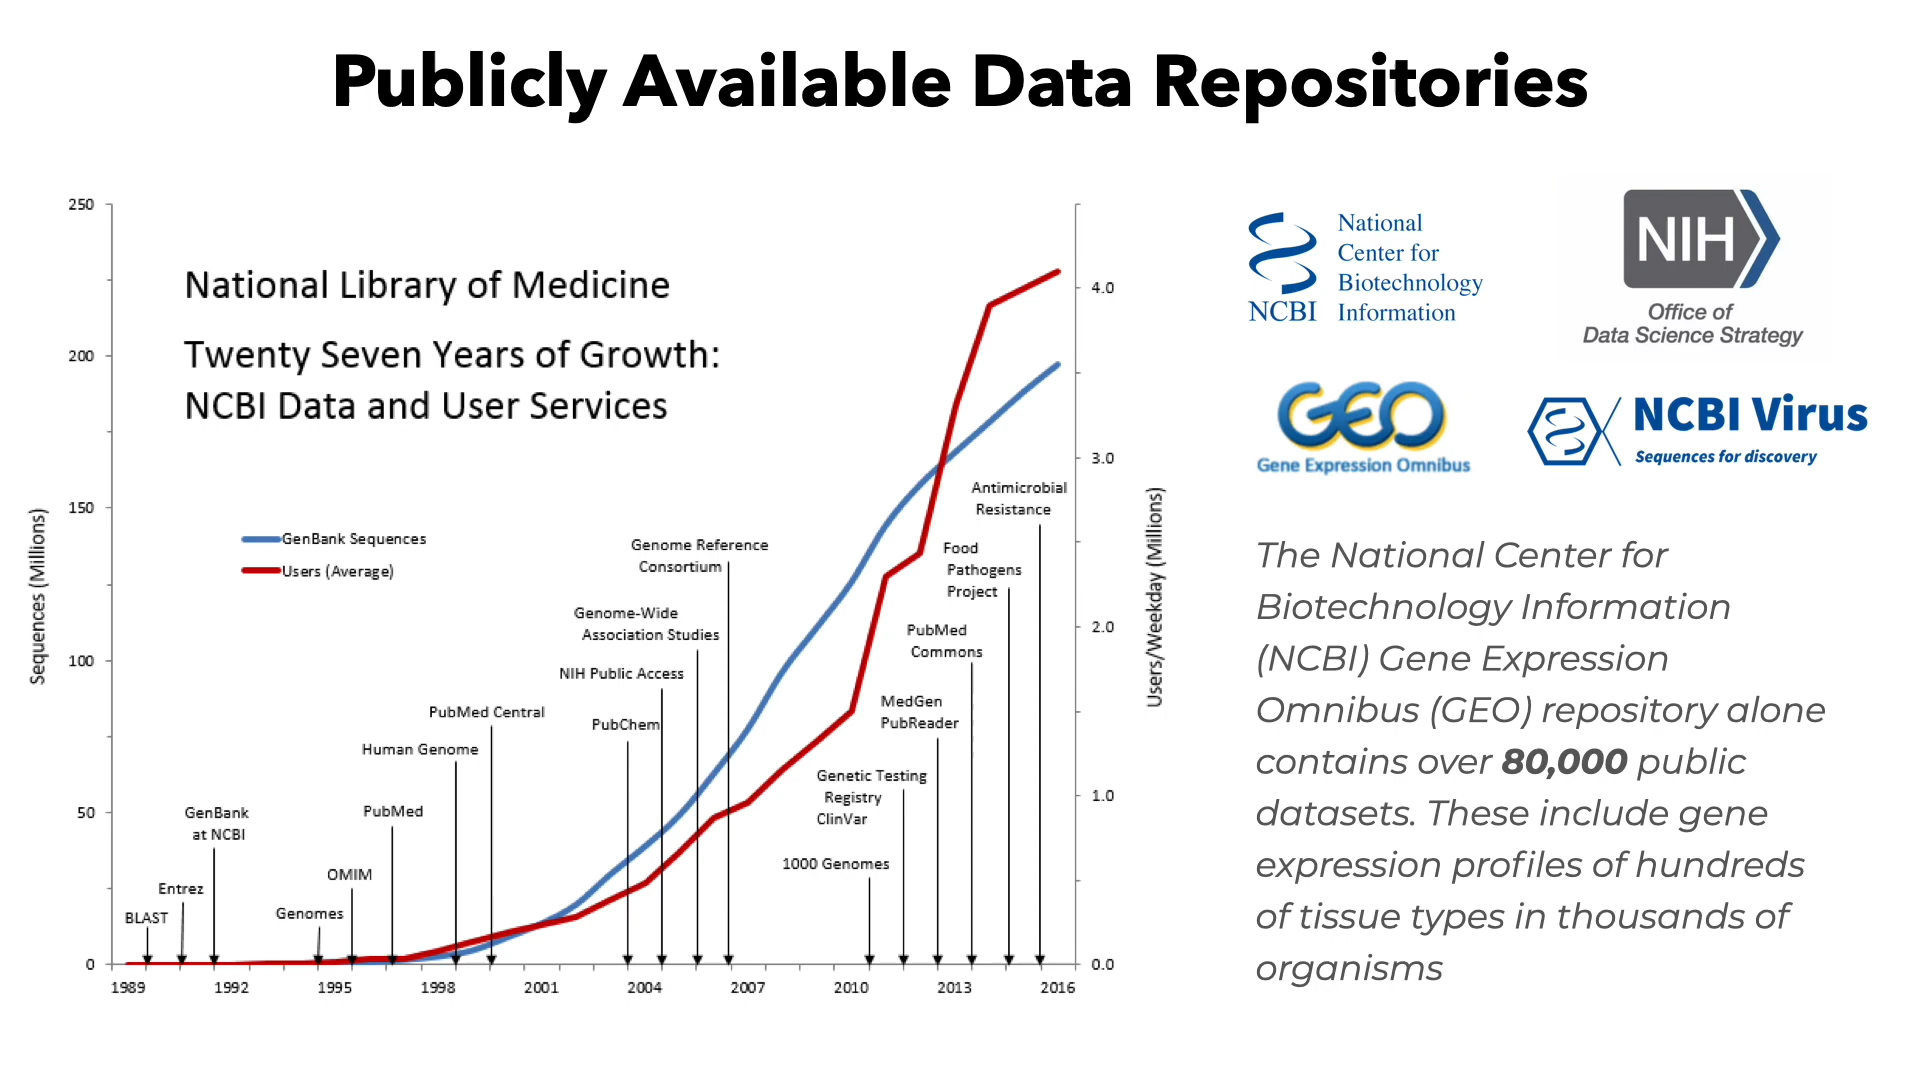 Publicly Available Data Repositories
National Library of Medicine
Twenty Seven Years of Growth:
NCBI Data and User Services
Sequences (Millions)
250
200
150
100
50
0
GenBank Sequences
Users (Average)
BLAST
Entrez
GenBank
at NCBI
Genomes
OMIM
PubMed
Human Genome
PubMed Central
PubChem
NIH Public Access
Genome-Wide
Association Studies
Genome Reference
Consortium
1000 Genomes
Genetic Testing
Registry
ClinVar
MedGen
PubReader
PubMed
Commons
Food
Pathogens
Project
Antimicrobial
Resistance
4.0
3.0
2.0
1.0
0.0
Users/Weekday (Millions)
1989 1992 1995 1998 2001 2004 2007 2010 2013 2016
NCBI
National
Center for
Biotechnology
Information
NIH
Office of
Data Science Strategy
GEO
Gene Expression Omnibus
NCBI Virus
Sequences for discovery
The National Center for
Biotechnology Information
(NCBI) Gene Expression
Omnibus (GEO) repository alone
contains over 80,000 public
datasets. These include gene
expression profiles of hundreds
of tissue types in thousands of
organisms